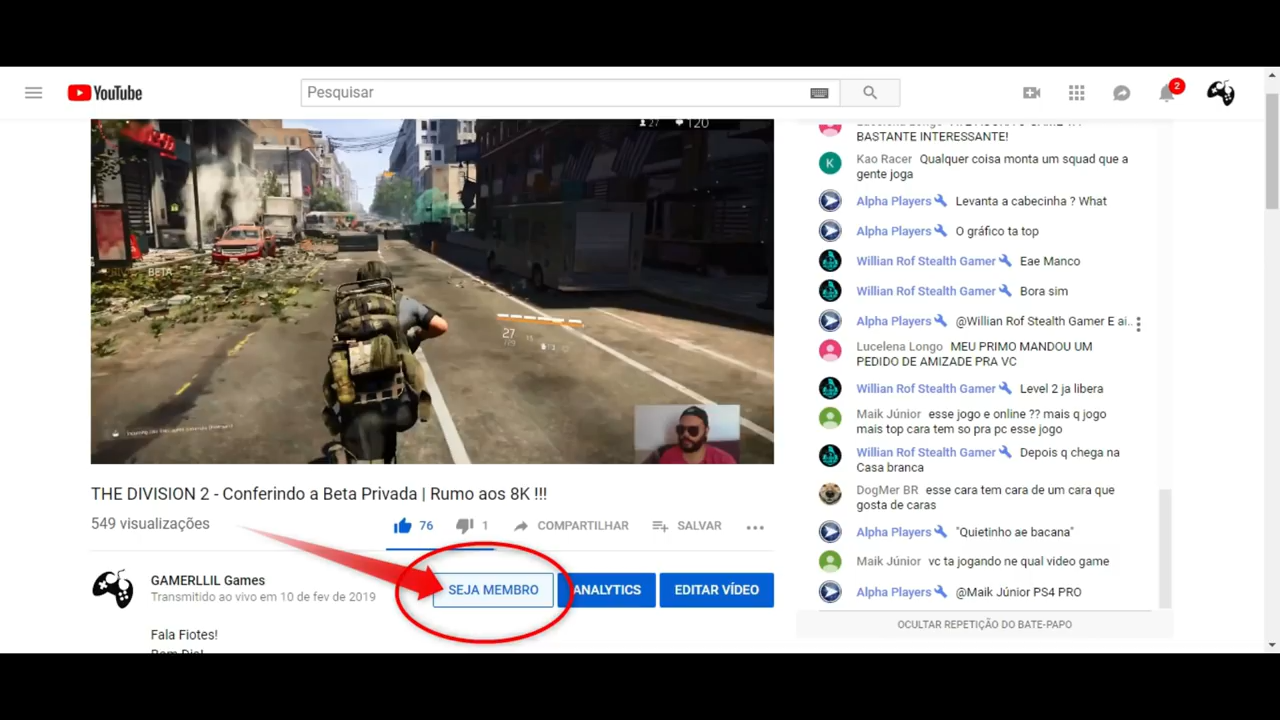 YouTube
Pesquisar
2
27
120
BETA
27
THE DIVISION 2 - Conferindo a Beta Privada | Rumo aos 8K !!!
549 visualizações
76
1
COMPARTILHAR
SALVAR
GAMERLLIL Games
Transmitido ao vivo em 10 de fev de 2019
SEJA MEMBRO
ANALYTICS
EDITAR VÍDEO
Fala Fiotes!
BASTANTE INTERESSANTE!
K
Kao Racer Qualquer coisa monta um squad que a
gente joga
Alpha Players Levanta a cabecinha ? What
Alpha Players O gráfico ta top
Willian Rof Stealth Gamer Eae Manco
Willian Rof Stealth Gamer Bora sim
Alpha Players @Willian Rof Stealth Gamer E ai...
Lucelena Longo MEU PRIMO MANDOU UM
PEDIDO DE AMIZADE PRA VC
Willian Rof Stealth Gamer Level 2 ja libera
Maik Júnior esse jogo e online ?? mais q jogo
mais top cara tem so pra pc esse jogo
Willian Rof Stealth Gamer Depois q chega na
Casa branca
DogMer BR esse cara tem cara de um cara que
gosta de caras
Alpha Players "Quietinho ae bacana"
Maik Júnior vc ta jogando ne qual video game
Alpha Players @Maik Júnior PS4 PRO
OCULTAR REPETIÇÃO DO BATE-PAPO